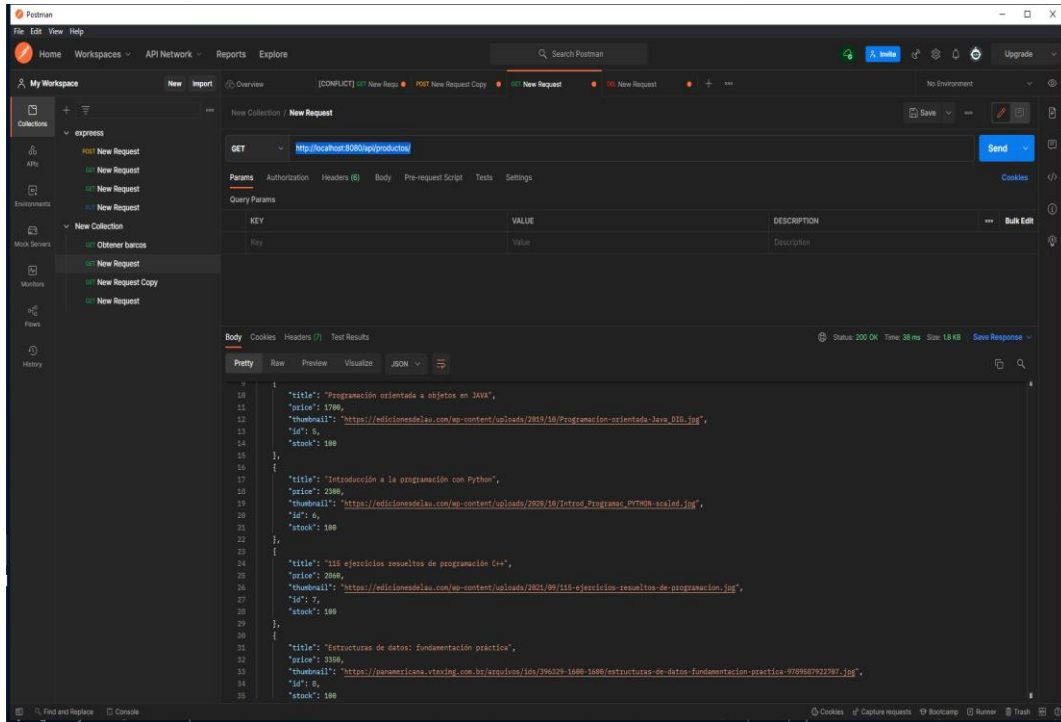 Postman
File Edit View Help
Home Workspaces API Network Reports Explore Search Postman Invite Upgrade
My Workspace New Import Overview [CONFLICT] GET New Requ POST New Request Copy GET New Request DEL New Request + No Environment
New Collection / New Request Save
Collections
APIs
Environments
Mock Servers
Monitors
Flows
History
expreess
POST New Request
GET New Request
GET New Request
PUT New Request
New Collection
GET Obtener barcos
GET New Request
GET New Request Copy
GET New Request
GET http://localhost:8080/api/productos/ Send
Params Authorization Headers (6) Body Pre-request Script Tests Settings Cookies
Query Params
KEY VALUE DESCRIPTION Bulk Edit
Key Value Description
Body Cookies Headers (7) Test Results Status: 200 OK Time: 38 ms Size: 1.8 KB Save Response
Pretty Raw Preview Visualize JSON
9 {
10 "title": "Programación orientada a objetos en JAVA",
11 "price": 1700,
12 "thumbnail": "https://edicionesdelau.com/wp-content/uploads/2019/10/Programacion-orientada-Java_DIG.jpg",
13 "id": 5,
14 "stock": 100
15 },
16 {
17 "title": "Introducción a la programación con Python",
18 "price": 2300,
19 "thumbnail": "https://edicionesdelau.com/wp-content/uploads/2020/10/Introd_Programac_PYTHON-scaled.jpg",
20 "id": 6,
21 "stock": 100
22 },
23 {
24 "title": "115 ejercicios resueltos de programación C++",
25 "price": 2060,
26 "thumbnail": "https://edicionesdelau.com/wp-content/uploads/2021/09/115-ejercicios-resueltos-de-programacion.jpg",
27 "id": 7,
28 "stock": 100
29 },
30 {
31 "title": "Estructuras de datos: fundamentación práctica",
32 "price": 3350,
33 "thumbnail": "https://panamericana.vteximg.com.br/arquivos/ids/396329-1600-1600/estructuras-de-datos-fundamentacion-practica-9789587922707.jpg",
34 "id": 8,
35 "stock": 100
Find and Replace Console Cookies Capture requests Bootcamp Runner Trash